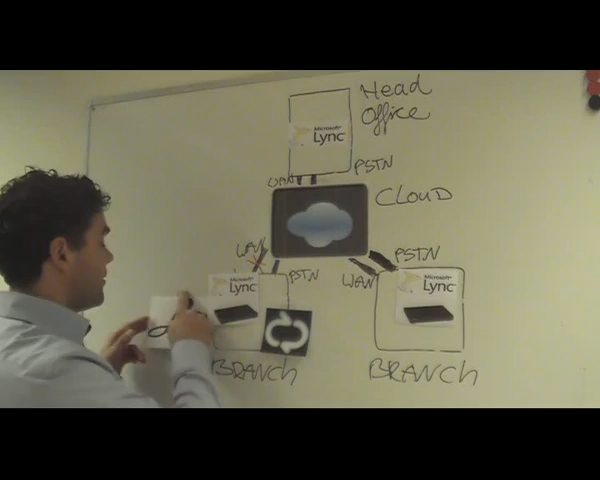 Head
Office
Microsoft
Lync
WAN
PSTN
CLOUD
WAN
PSTN
Microsoft
Lync
BRANCH
PSTN
WAN
Microsoft
Lync
BRANCH